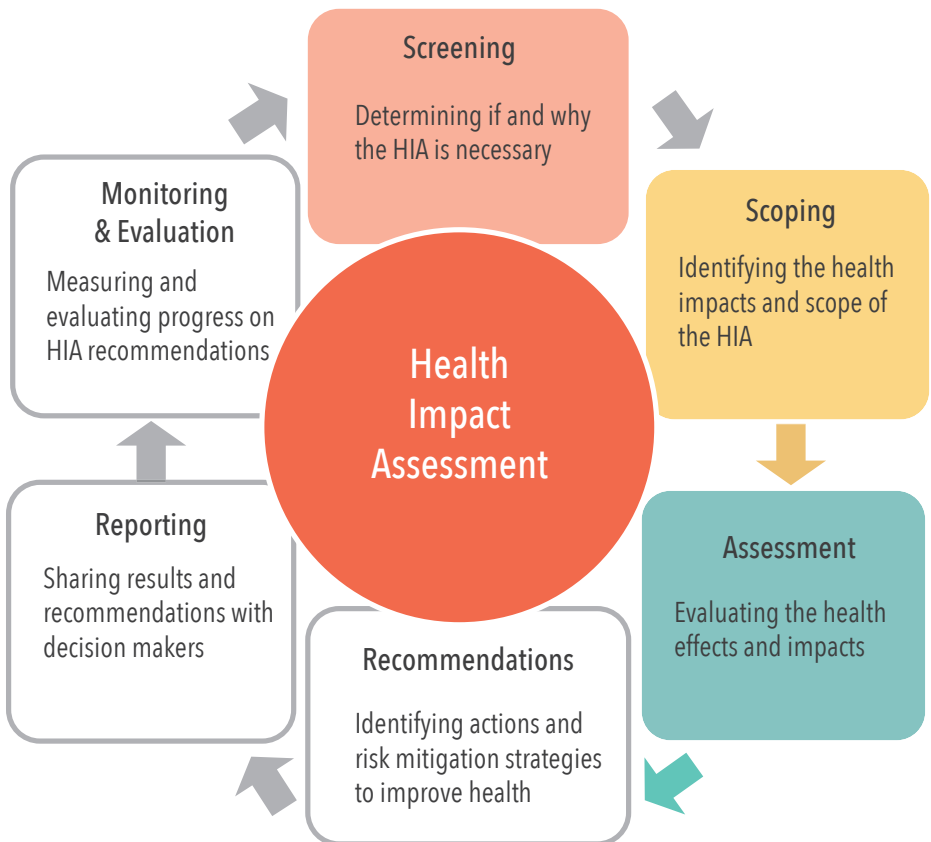 Screening
Determining if and why
the HIA is necessary
Scoping
Identifying the health
impacts and scope of
the HIA
Assessment
Evaluating the health
effects and impacts
Recommendations
Identifying actions and
risk mitigation strategies
to improve health
Reporting
Sharing results and
recommendations with
decision makers
Monitoring
& Evaluation
Measuring and
evaluating progress on
HIA recommendations
Health
Impact
Assessment